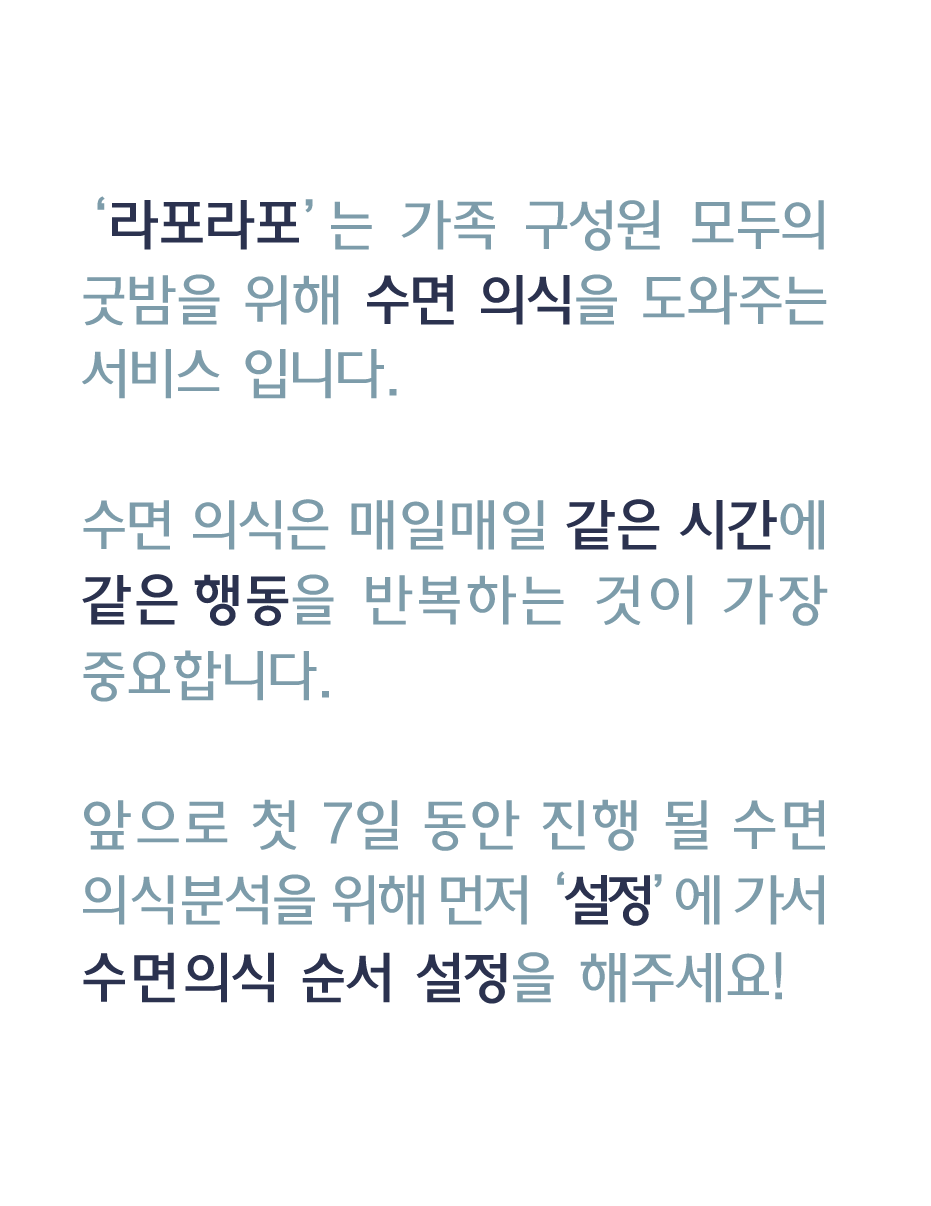 ‘라포라포’는 가족 구성원 모두의
굿밤을 위해 수면 의식을 도와주는
서비스 입니다.
수면 의식은 매일매일 같은 시간에
같은 행동을 반복하는 것이 가장
중요합니다.
앞으로 첫 7일 동안 진행 될 수면
의식분석을 위해 먼저 ‘설정’에 가서
수면의식 순서 설정을 해주세요!